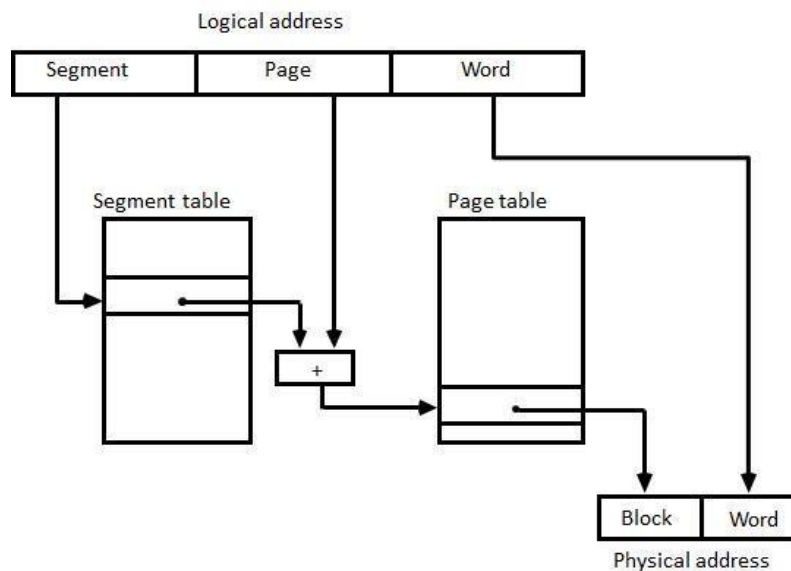 Logical address
Segment Page Word
Segment table Page table
+
Block Word
Physical address